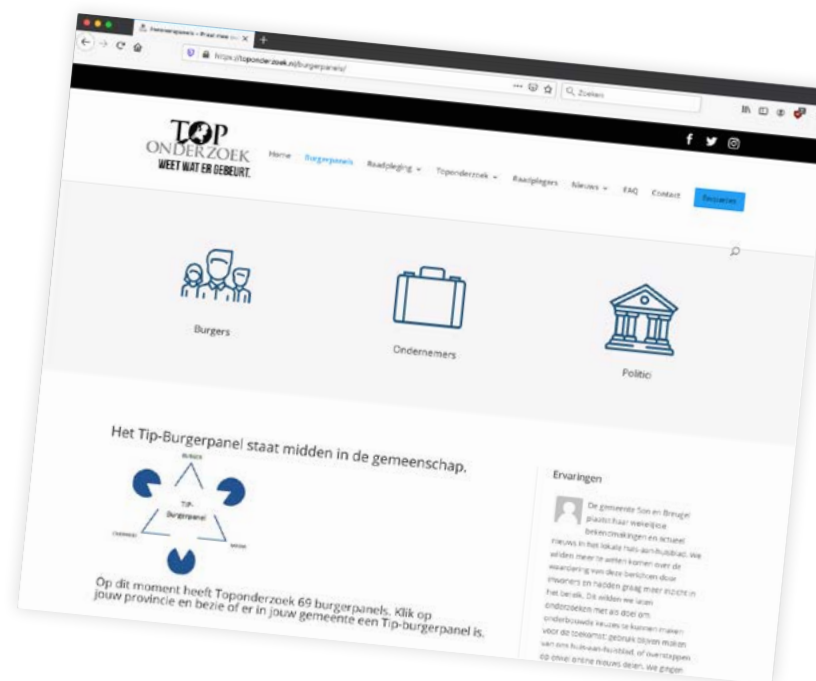 https://toponderzoek.nl/burgerpanels/
Zoeken
TOP
ONDERZOEK
WEET WAT ER GEBEURT.
Home Burgerpanels Raadpleging Toponderzoek Raadplegers Nieuws FAQ Contact Enquetes
Burgers
Ondernemers
Politici
Het Tip-Burgerpanel staat midden in de gemeenschap.
BURGER
TIP-
Burgerpanel
OVERHEID
MEDIA
Op dit moment heeft Toponderzoek 69 burgerpanels. Klik op
jouw provincie en bezie of er in jouw gemeente een Tip-burgerpanel is.
Ervaringen
De gemeente Son en Breugel
plaatst haar wekelijkse
bekendmakingen en actueel
nieuws in het lokale huis-aan-huisblad. We
wilden meer te weten komen over de
waardering van deze berichten door
inwoners en hadden graag meer inzicht in
het bereik. Dit wilden we laten
onderzoeken met als doel om
onderbouwde keuzes te kunnen maken
voor de toekomst: gebruik blijven maken
van ons huis-aan-huisblad, of overstappen
op enkel online nieuws delen. We gingen